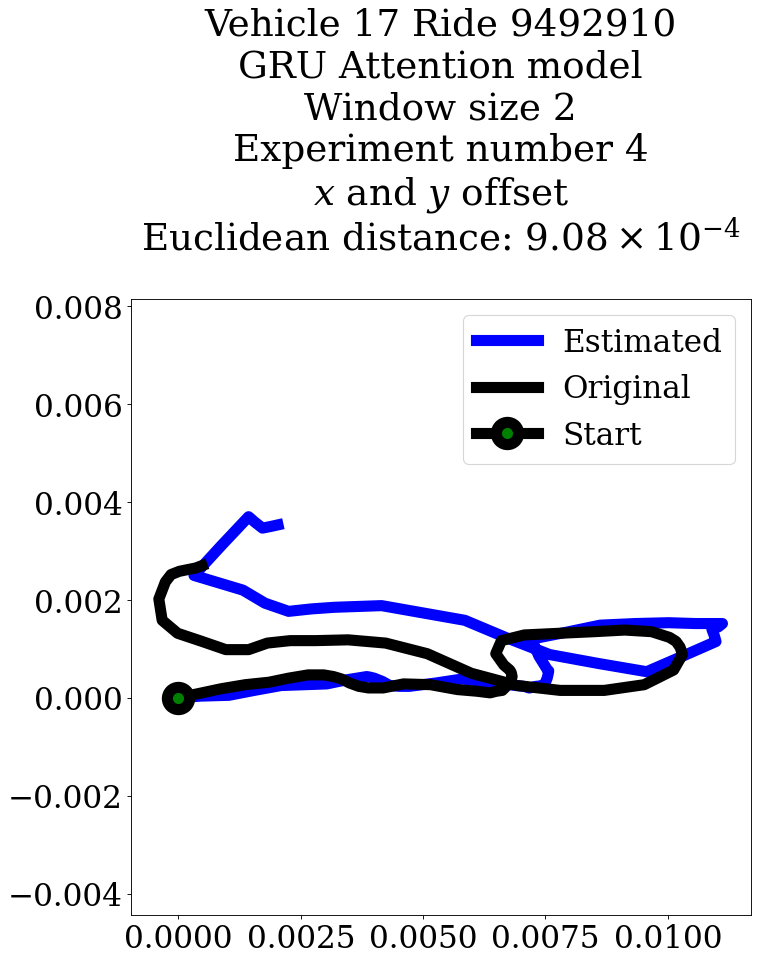 Vehicle 17 Ride 9492910
GRU Attention model
Window size 2
Experiment number 4
x and y offset
Euclidean distance: 9.08 × 10⁻⁴
Estimated
Original
Start
0.008
0.006
0.004
0.002
0.000
−0.002
−0.004
0.0000 0.0025 0.0050 0.0075 0.0100